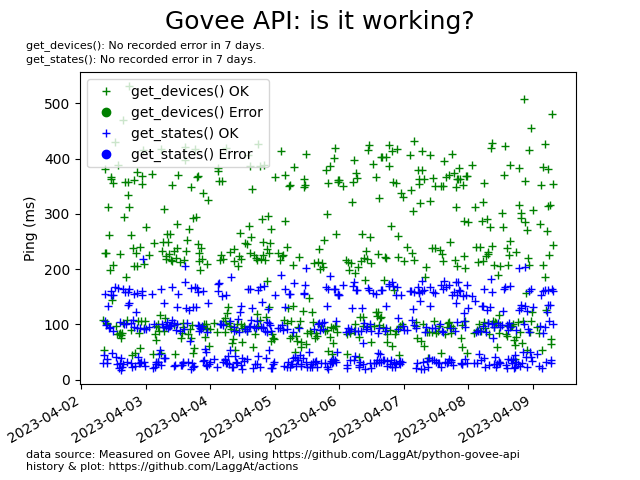 Govee API: is it working?
get_devices(): No recorded error in 7 days.
get_states(): No recorded error in 7 days.
get_devices() OK
get_devices() Error
get_states() OK
get_states() Error
Ping (ms)
500
400
300
200
100
0
2023-04-02
2023-04-03
2023-04-04
2023-04-05
2023-04-06
2023-04-07
2023-04-08
2023-04-09
data source: Measured on Govee API, using https://github.com/LaggAt/python-govee-api
history & plot: https://github.com/LaggAt/actions